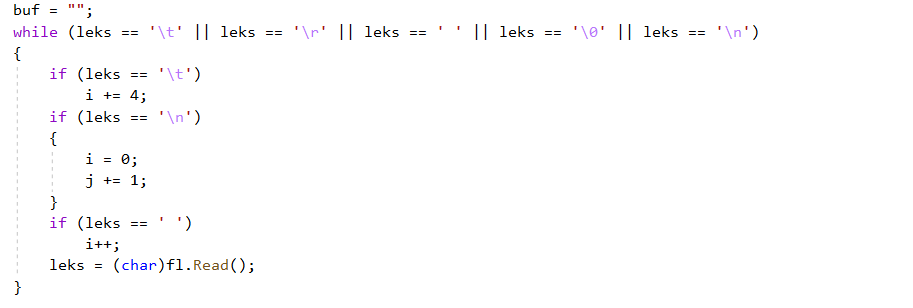 buf = "";
while (leks == '\t' || leks == '\r' || leks == ' ' || leks == '\0' || leks == '\n')
{
    if (leks == '\t')
        i += 4;
    if (leks == '\n')
    {
        i = 0;
        j += 1;
    }
    if (leks == ' ')
        i++;
    leks = (char)fl.Read();
}